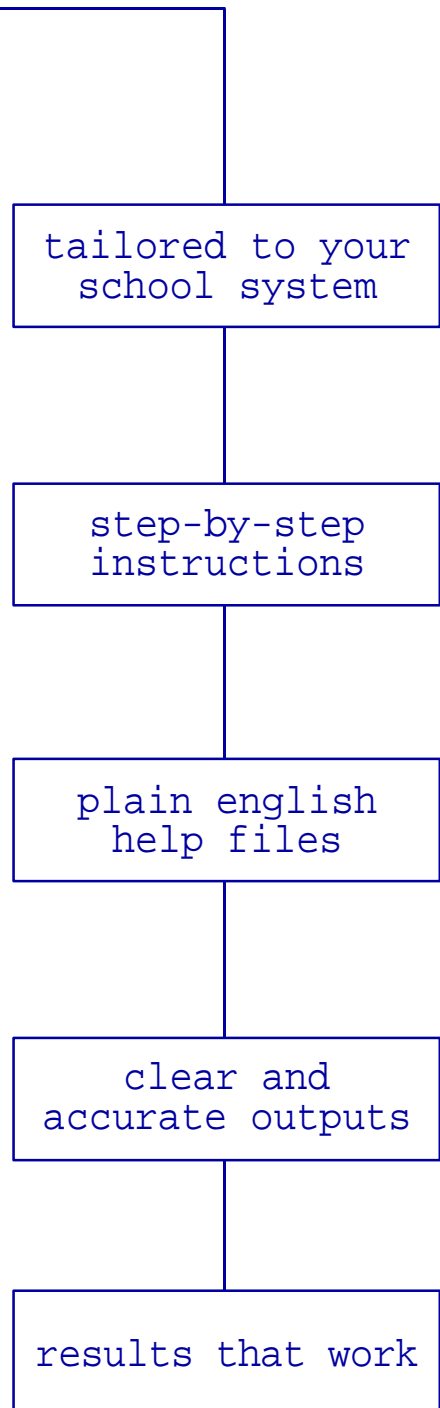 tailored to your
school system
step-by-step
instructions
plain english
help files
clear and
accurate outputs
results that work